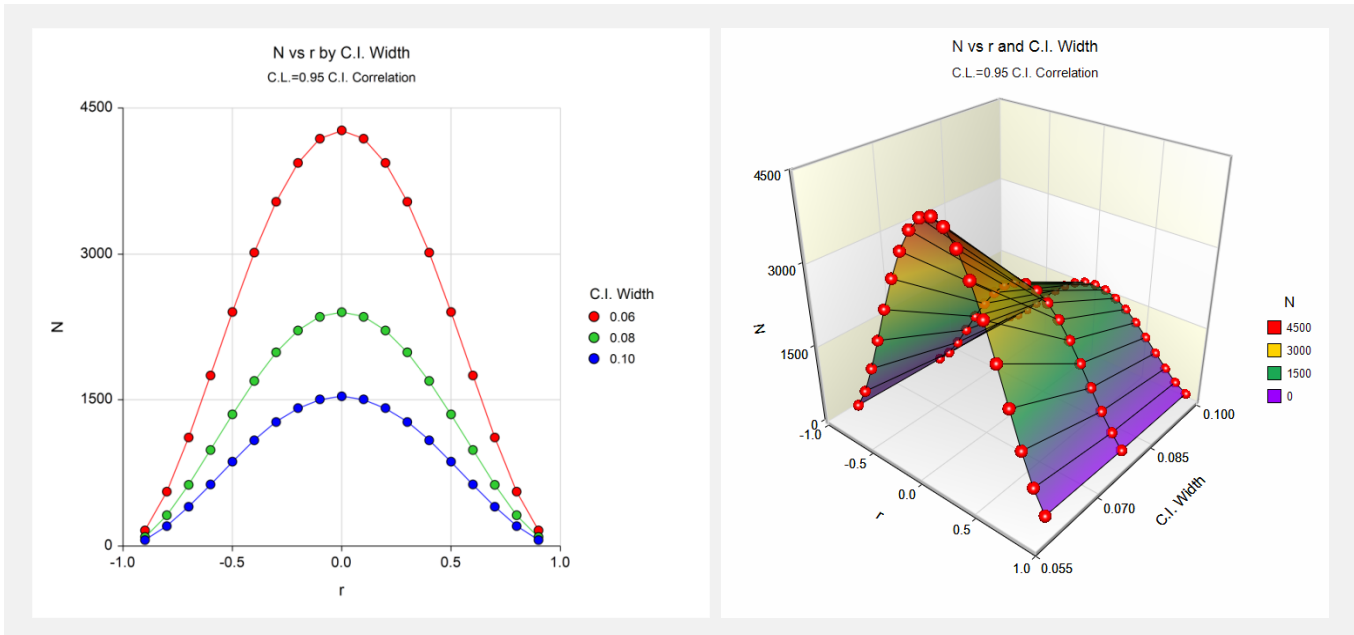 N vs r by C.I. Width
C.L.=0.95 C.I. Correlation
4500
3000
1500
0
N
-1.0 -0.5 0.0 0.5 1.0
r
C.I. Width
0.06
0.08
0.10
N vs r and C.I. Width
C.L.=0.95 C.I. Correlation
4500
3000
1500
0
N
-1.0
-0.5
0.0
0.5
1.0
r
0.055
0.070
0.085
0.100
C.I. Width
N
4500
3000
1500
0